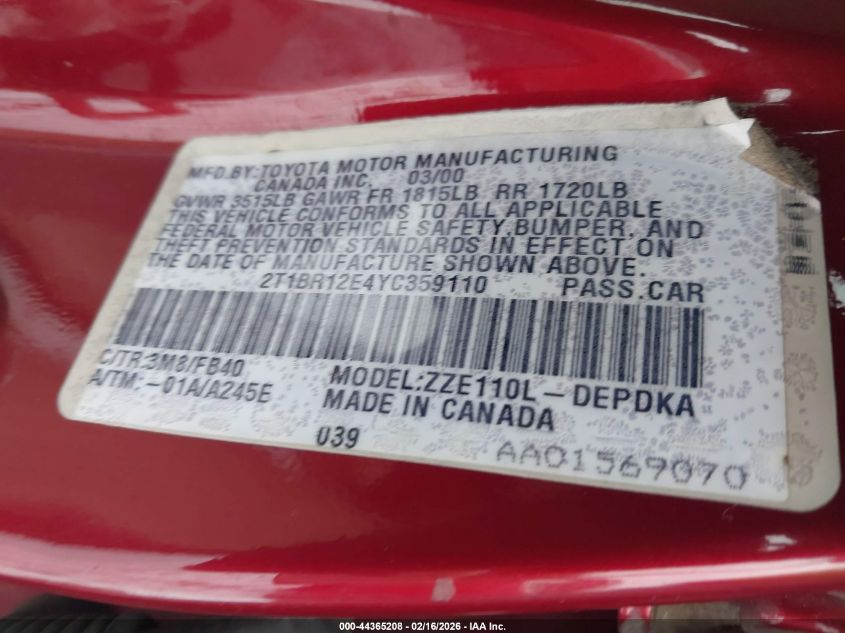 MFD.BY:TOYOTA MOTOR MANUFACTURING
CANADA INC. 03/00
GVWR 3515LB GAWR FR 1815LB RR 1720LB
THIS VEHICLE CONFORMS TO ALL APPLICABLE
FEDERAL MOTOR VEHICLE SAFETY,BUMPER, AND
THEFT PREVENTION STANDARDS IN EFFECT ON
THE DATE OF MANUFACTURE SHOWN ABOVE.
2T1BR12E4YC359110 PASS.CAR
C/TR:3M8/FB40
A/TM:-01A/A245E
MODEL:ZZE110L-DEPDKA
MADE IN CANADA
039
AA01569070
000-44365208 - 02/16/2026 - IAA Inc.